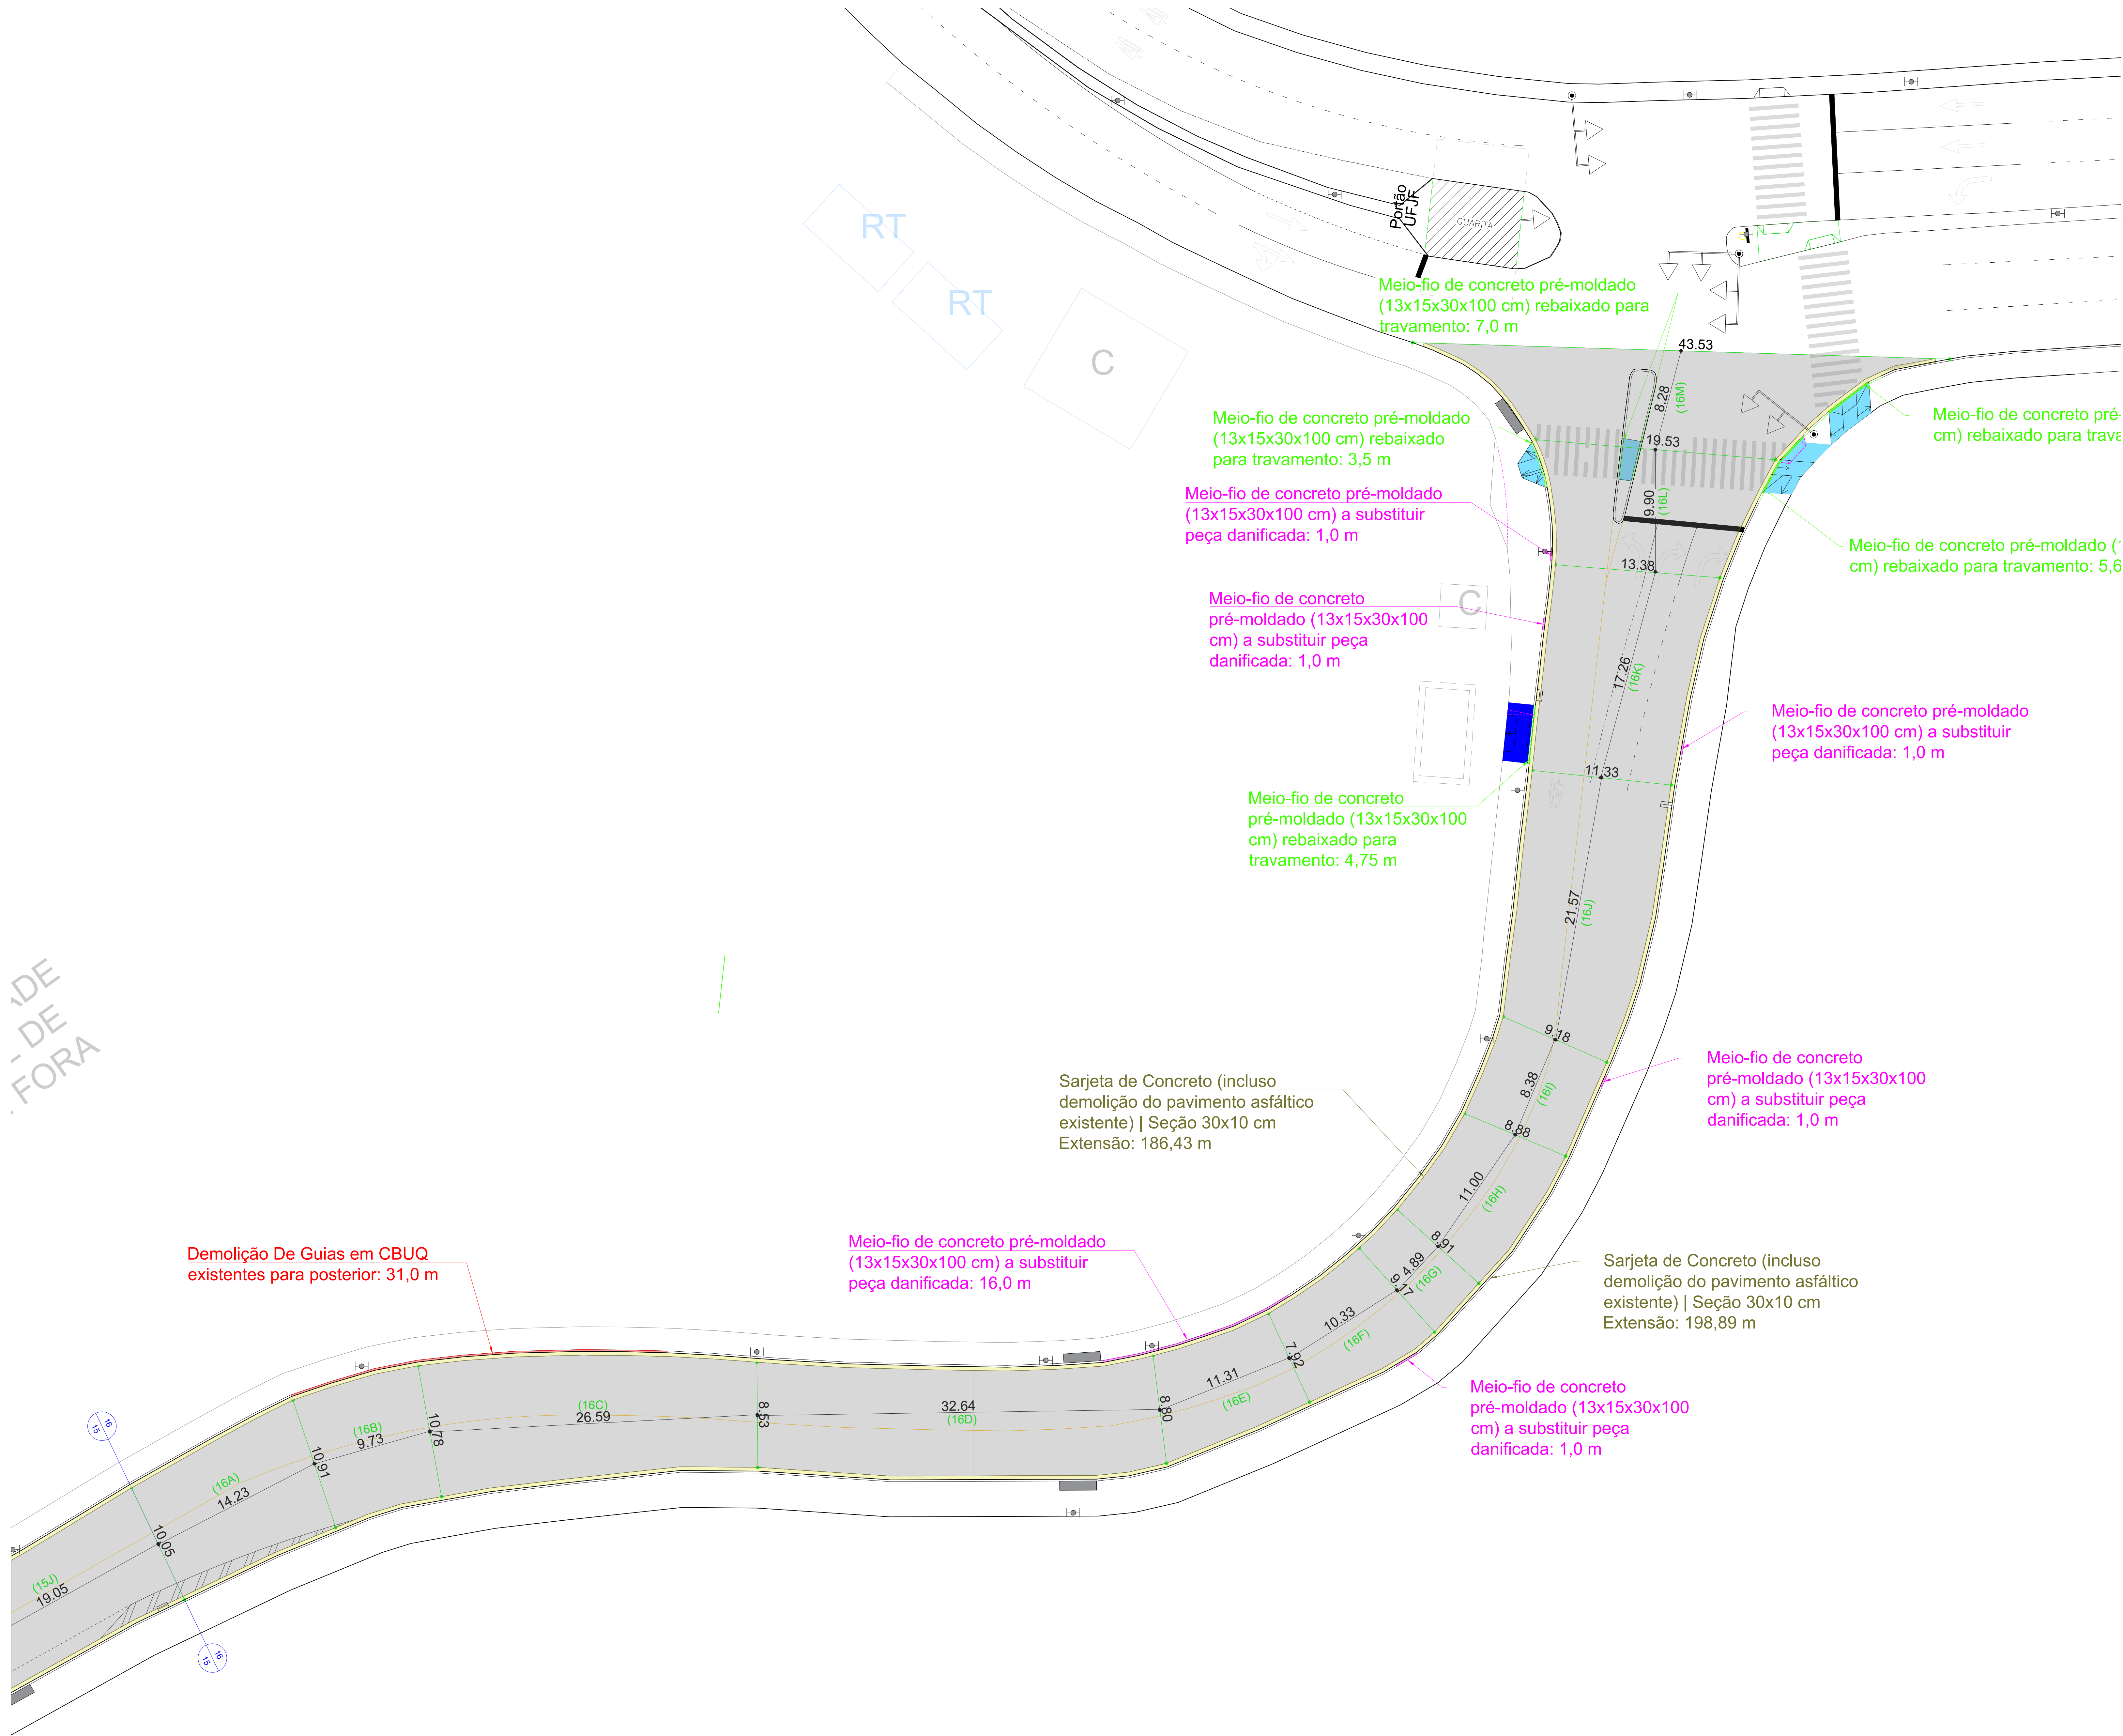 Portão
UFJF
GUARITA
RT
RT
C
Meio-fio de concreto pré-moldado
(13x15x30x100 cm) rebaixado para
travamento: 7,0 m
43.53
8.28
(16M)
Meio-fio de concreto pré-moldado
(13x15x30x100 cm) rebaixado
para travamento: 3,5 m
19.53
Meio-fio de concreto pré-
cm) rebaixado para trava
Meio-fio de concreto pré-moldado
(13x15x30x100 cm) a substituir
peça danificada: 1,0 m
9.90
(16L)
Meio-fio de concreto pré-moldado (
cm) rebaixado para travamento: 5,6
13.38
Meio-fio de concreto
pré-moldado (13x15x30x100
cm) a substituir peça
danificada: 1,0 m
C
17.26
(16K)
Meio-fio de concreto pré-moldado
(13x15x30x100 cm) a substituir
peça danificada: 1,0 m
11.33
Meio-fio de concreto
pré-moldado (13x15x30x100
cm) rebaixado para
travamento: 4,75 m
21.57
(16J)
ADE
DE
FORA
9.18
Meio-fio de concreto
pré-moldado (13x15x30x100
cm) a substituir peça
danificada: 1,0 m
Sarjeta de Concreto (incluso
demolição do pavimento asfáltico
existente) | Seção 30x10 cm
Extensão: 186,43 m
8.38
(16I)
8.88
11.00
(16H)
8.91
4.89
(16G)
9.17
Demolição De Guias em CBUQ
existentes para posterior: 31,0 m
Meio-fio de concreto pré-moldado
(13x15x30x100 cm) a substituir
peça danificada: 16,0 m
Sarjeta de Concreto (incluso
demolição do pavimento asfáltico
existente) | Seção 30x10 cm
Extensão: 198,89 m
10.33
(16F)
7.92
11.31
(16E)
Meio-fio de concreto
pré-moldado (13x15x30x100
cm) a substituir peça
danificada: 1,0 m
8.80
32.64
(16D)
8.53
(16C)
26.59
10.78
(16B)
9.73
10.91
(16A)
14.23
16
15
10.05
(15J)
19.05
16
15